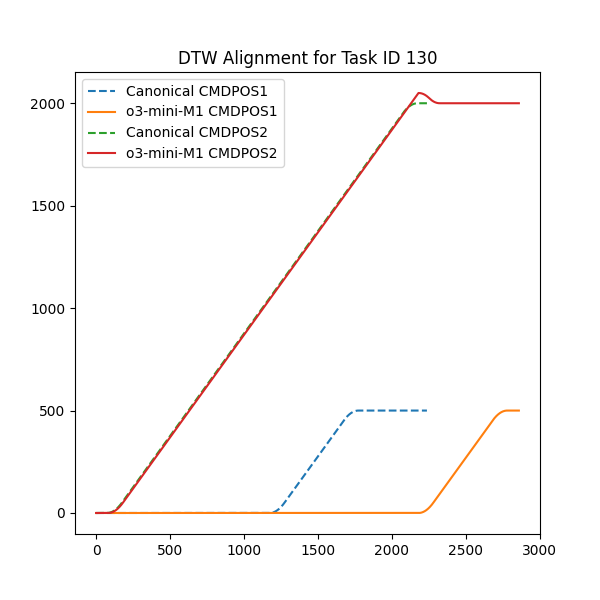 DTW Alignment for Task ID 130
Canonical CMDPOS1
o3-mini-M1 CMDPOS1
Canonical CMDPOS2
o3-mini-M1 CMDPOS2
2000
1500
1000
500
0
0 500 1000 1500 2000 2500 3000